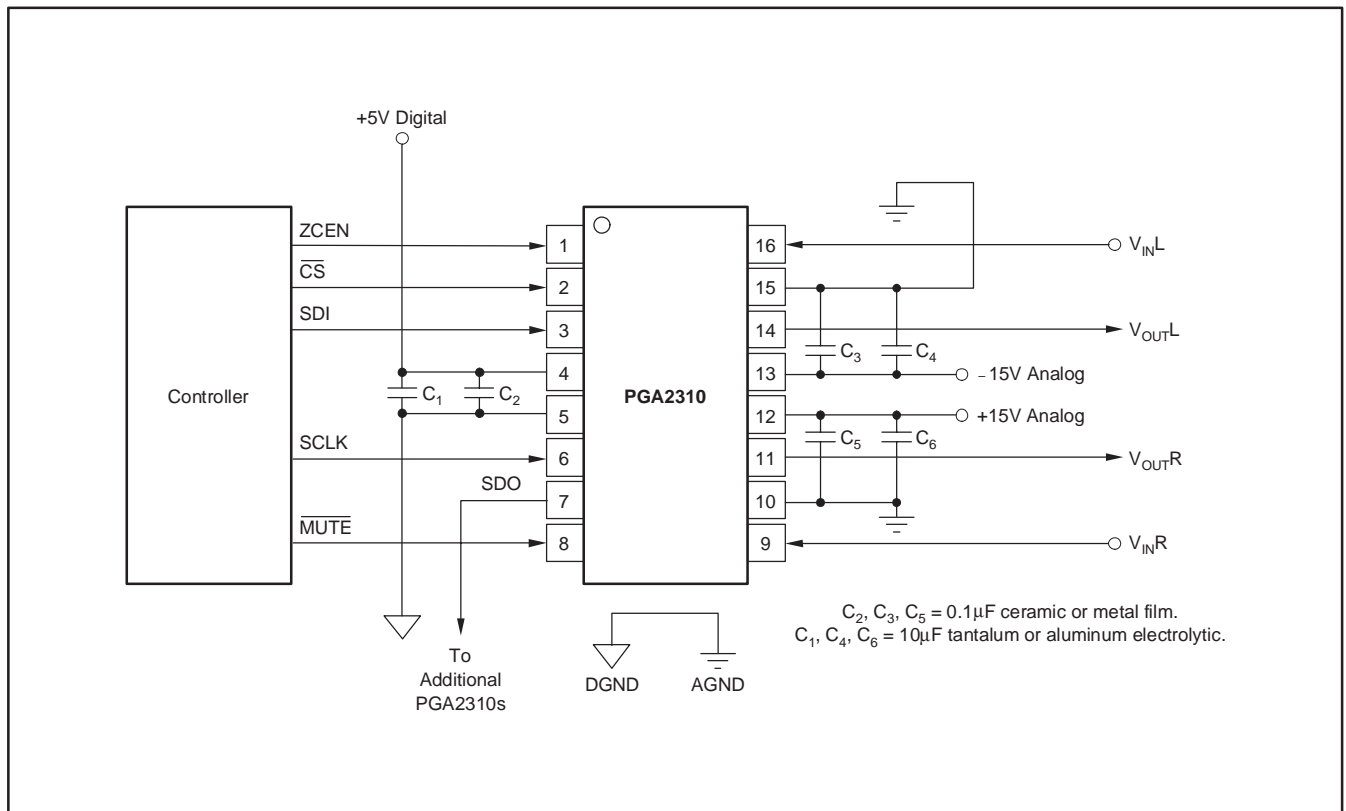 +5V Digital
Controller
ZCEN
CS
SDI
SCLK
MUTE
SDO
To
Additional
PGA2310s
C1
C2
1
2
3
4
5
6
7
8
PGA2310
16
15
14
13
12
11
10
9
C3
C4
C5
C6
VINL
VOUTL
–15V Analog
+15V Analog
VOUTR
VINR
DGND
AGND
C2, C3, C5 = 0.1μF ceramic or metal film.
C1, C4, C6 = 10μF tantalum or aluminum electrolytic.